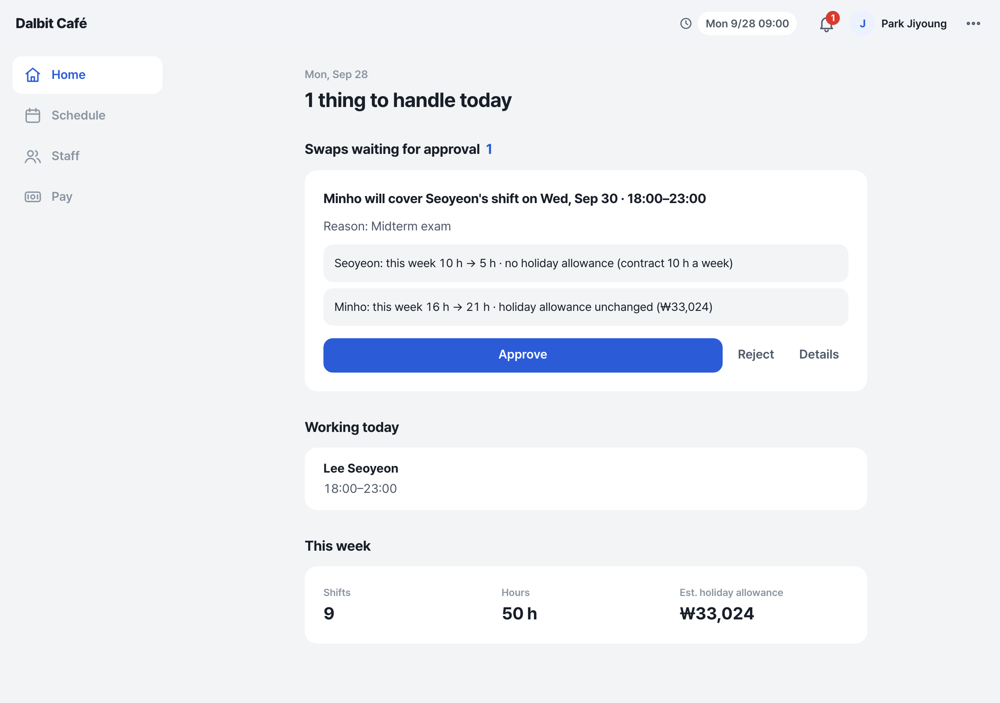 Dalbit Café
Mon 9/28 09:00
1
J
Park Jiyoung
Home
Schedule
Staff
Pay
Mon, Sep 28
1 thing to handle today
Swaps waiting for approval 1
Minho will cover Seoyeon's shift on Wed, Sep 30 · 18:00–23:00
Reason: Midterm exam
Seoyeon: this week 10 h → 5 h · no holiday allowance (contract 10 h a week)
Minho: this week 16 h → 21 h · holiday allowance unchanged (₩33,024)
Approve
Reject
Details
Working today
Lee Seoyeon
18:00–23:00
This week
Shifts
9
Hours
50 h
Est. holiday allowance
₩33,024